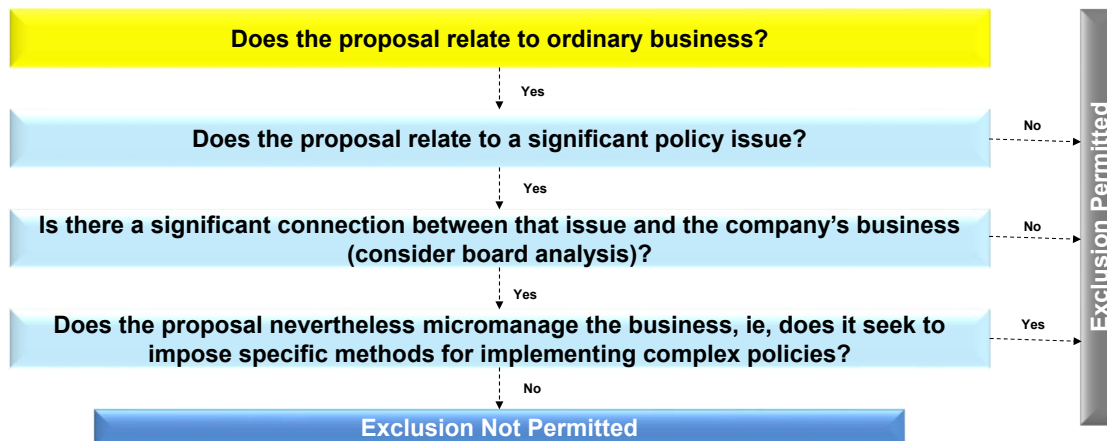 Does the proposal relate to ordinary business?
Yes
Does the proposal relate to a significant policy issue?
No
Yes
Is there a significant connection between that issue and the company's business
(consider board analysis)?
No
Yes
Does the proposal nevertheless micromanage the business, ie, does it seek to
impose specific methods for implementing complex policies?
Yes
No
Exclusion Not Permitted
Exclusion Permitted